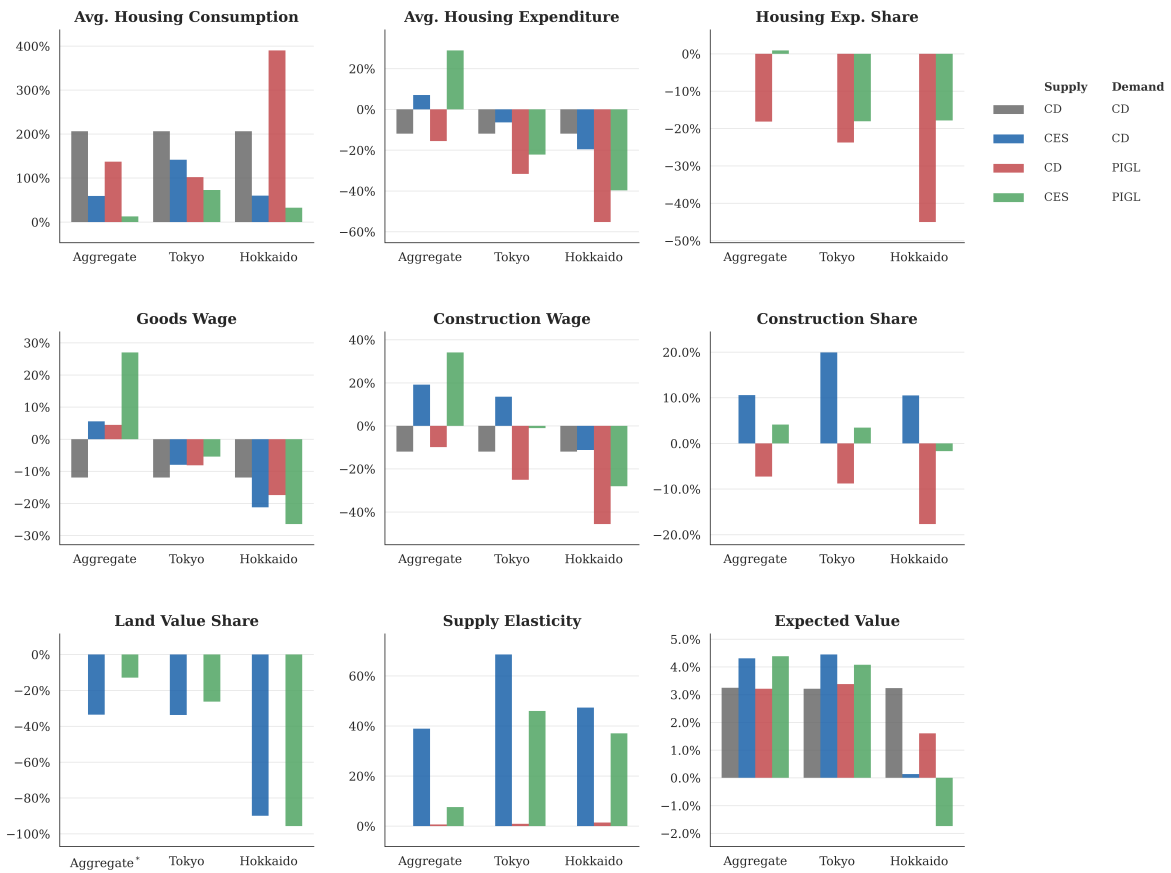 Avg. Housing Consumption
400%
300%
200%
100%
0%
Aggregate Tokyo Hokkaido
Avg. Housing Expenditure
20%
0%
−20%
−40%
−60%
Aggregate Tokyo Hokkaido
Housing Exp. Share
0%
−10%
−20%
−30%
−40%
−50%
Aggregate Tokyo Hokkaido
Supply Demand
CD CD
CES CD
CD PIGL
CES PIGL
Goods Wage
30%
20%
10%
0%
−10%
−20%
−30%
Aggregate Tokyo Hokkaido
Construction Wage
40%
20%
0%
−20%
−40%
Aggregate Tokyo Hokkaido
Construction Share
20.0%
10.0%
0.0%
−10.0%
−20.0%
Aggregate Tokyo Hokkaido
Land Value Share
0%
−20%
−40%
−60%
−80%
−100%
Aggregate* Tokyo Hokkaido
Supply Elasticity
60%
40%
20%
0%
Aggregate Tokyo Hokkaido
Expected Value
5.0%
4.0%
3.0%
2.0%
1.0%
0.0%
−1.0%
−2.0%
Aggregate Tokyo Hokkaido